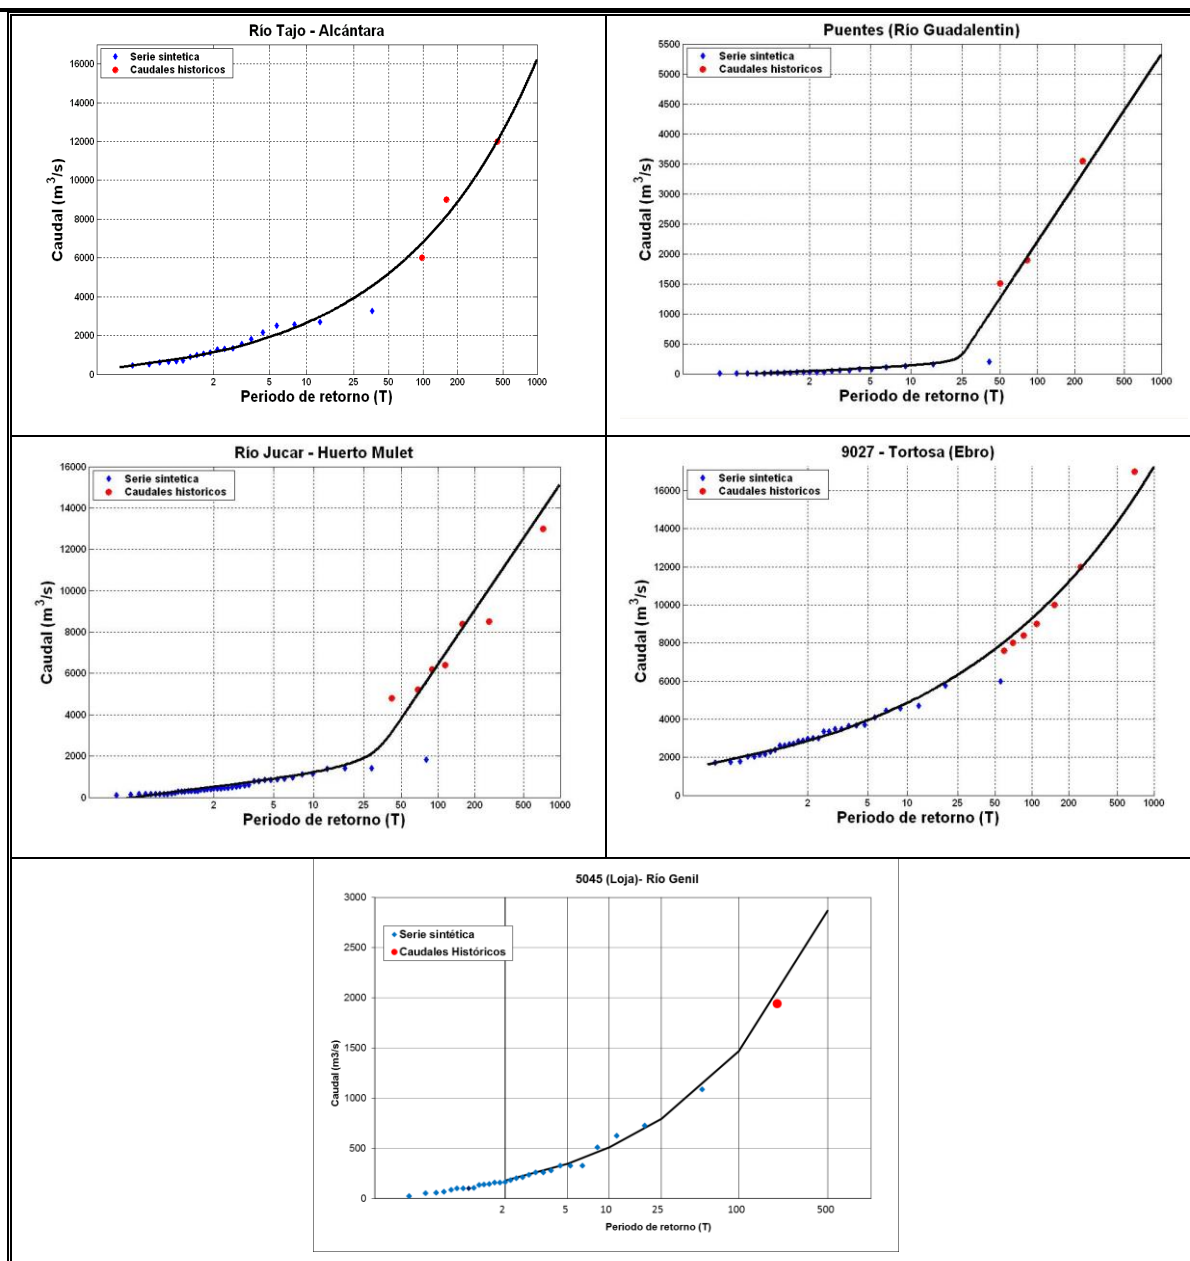 Río Tajo - Alcántara
Serie sintetica
Caudales historicos
16000
14000
12000
10000
8000
6000
4000
2000
0
Caudal (m³/s)
2 5 10 25 50 100 200 500 1000
Periodo de retorno (T)
Puentes (Río Guadalentin)
Serie sintetica
Caudales historicos
5500
5000
4500
4000
3500
3000
2500
2000
1500
1000
500
0
Caudal (m³/s)
2 5 10 25 50 100 200 500 1000
Periodo de retorno (T)
Río Jucar - Huerto Mulet
Serie sintetica
Caudales historicos
16000
14000
12000
10000
8000
6000
4000
2000
0
Caudal (m³/s)
2 5 10 25 50 100 200 500 1000
Periodo de retorno (T)
9027 - Tortosa (Ebro)
Serie sintetica
Caudales historicos
16000
14000
12000
10000
8000
6000
4000
2000
0
Caudal (m³/s)
2 5 10 25 50 100 200 500 1000
Periodo de retorno (T)
5045 (Loja)- Río Genil
Serie sintética
Caudales Históricos
3000
2500
2000
1500
1000
500
0
Caudal (m3/s)
2 5 10 25 100 500
Periodo de retorno (T)